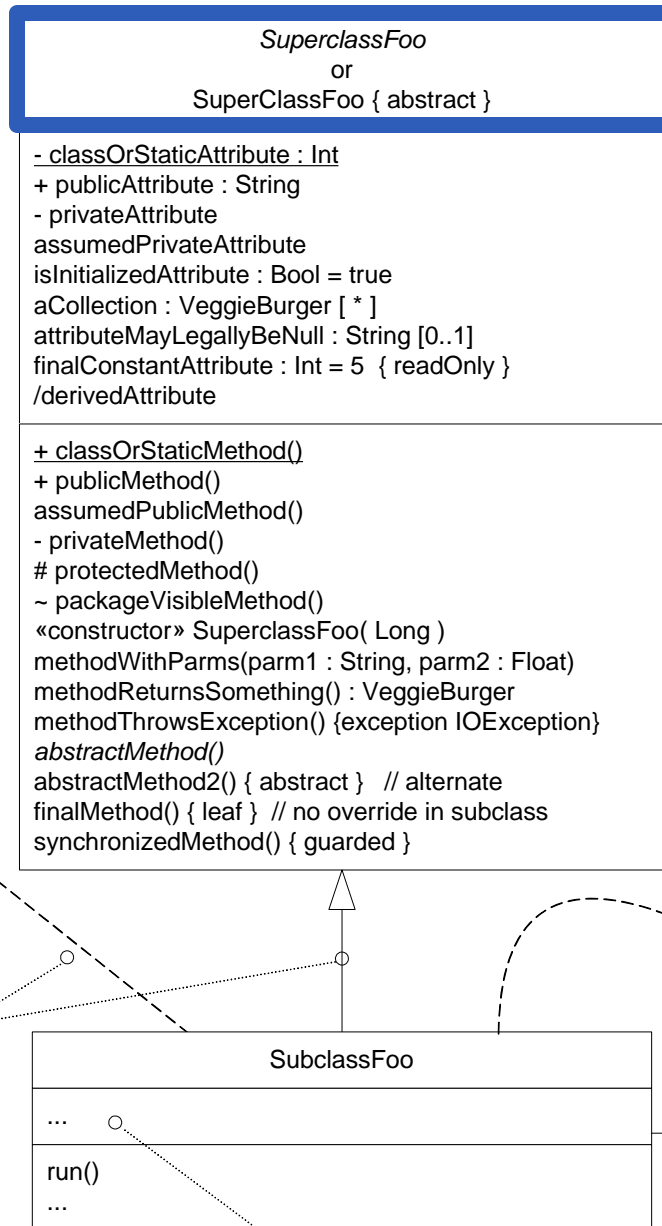 SuperclassFoo
or
SuperClassFoo { abstract }
- classOrStaticAttribute : Int
+ publicAttribute : String
- privateAttribute
assumedPrivateAttribute
isInitializedAttribute : Bool = true
aCollection : VeggieBurger [ * ]
attributeMayLegallyBeNull : String [0..1]
finalConstantAttribute : Int = 5 { readOnly }
/derivedAttribute
+ classOrStaticMethod()
+ publicMethod()
assumedPublicMethod()
- privateMethod()
# protectedMethod()
~ packageVisibleMethod()
«constructor» SuperclassFoo( Long )
methodWithParms(parm1 : String, parm2 : Float)
methodReturnsSomething() : VeggieBurger
methodThrowsException() {exception IOException}
abstractMethod()
abstractMethod2() { abstract } // alternate
finalMethod() { leaf } // no override in subclass
synchronizedMethod() { guarded }
SubclassFoo
...
run()
...